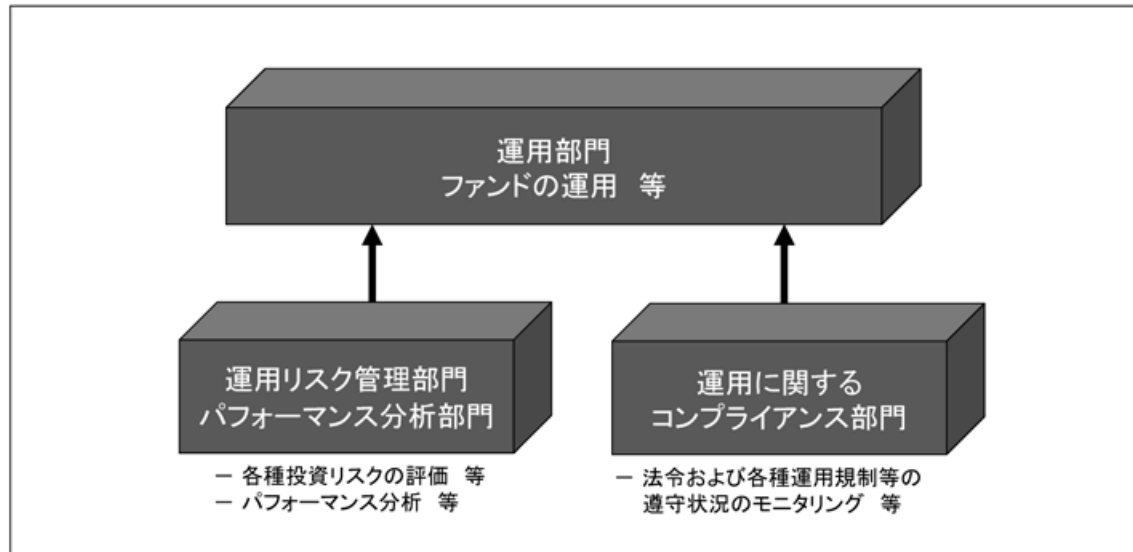 運用部門
ファンドの運用 等
運用リスク管理部門
パフォーマンス分析部門
－ 各種投資リスクの評価 等
－ パフォーマンス分析 等
運用に関する
コンプライアンス部門
－ 法令および各種運用規制等の
遵守状況のモニタリング 等